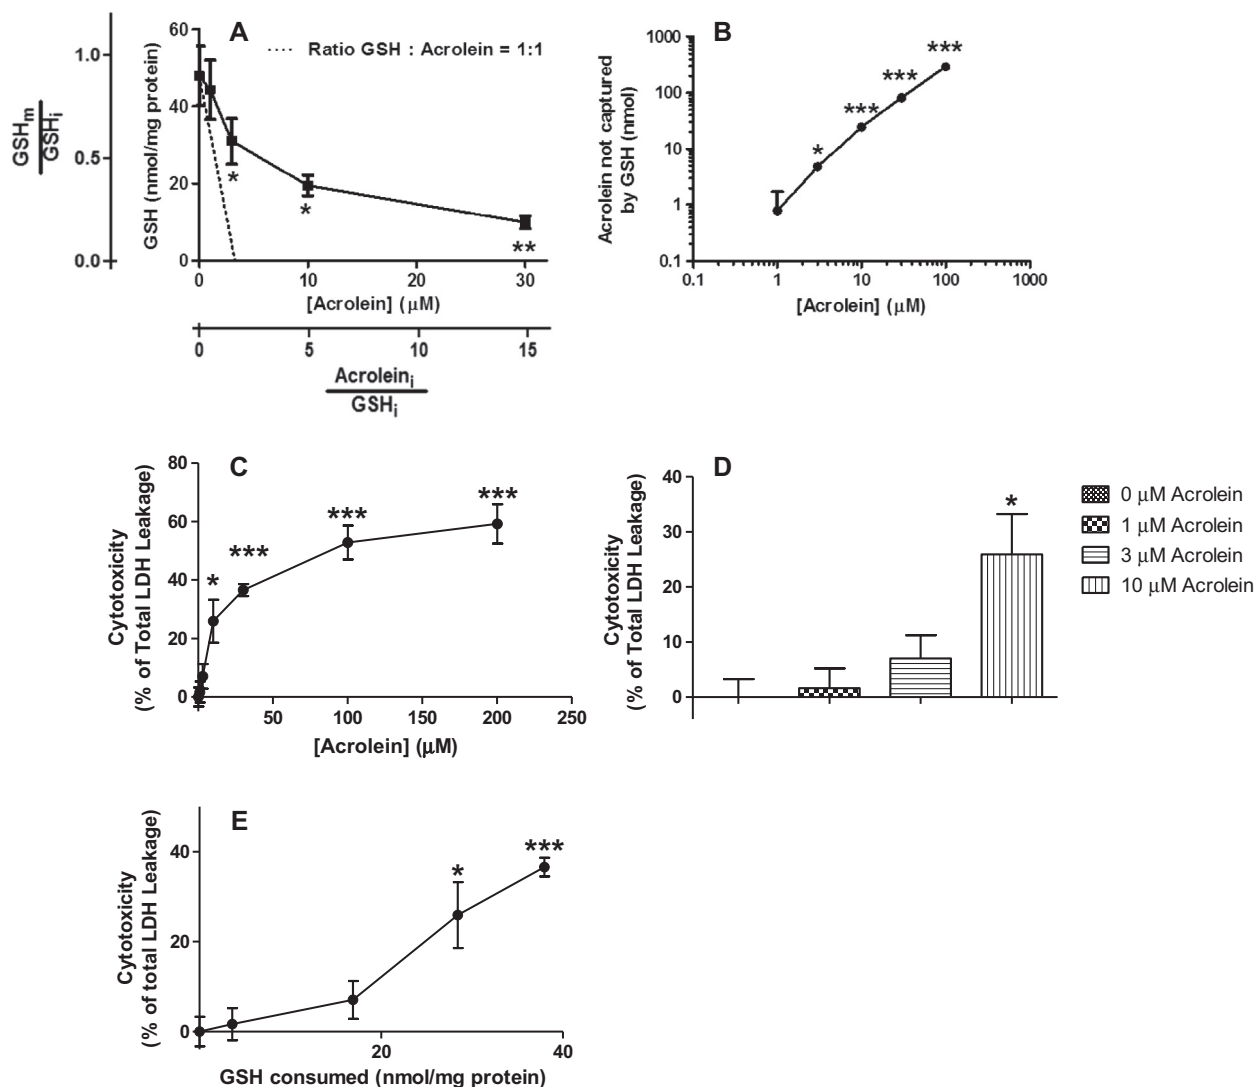 A
Ratio GSH : Acrolein = 1:1
GSHm
GSHi
1.0
0.5
0.0
GSH (nmol/mg protein)
60
40
20
0
*
*
**
0
10
20
30
[Acrolein] (μM)
0
5
10
15
Acroleini
GSHi
B
Acrolein not captured
by GSH (nmol)
1000
100
10
1
0.1
*
***
***
***
0.1
1
10
100
1000
[Acrolein] (μM)
C
Cytotoxicity
(% of Total LDH Leakage)
80
60
40
20
0
*
***
***
***
50
100
150
200
250
[Acrolein] (μM)
D
Cytotoxicity
(% of Total LDH Leakage)
40
30
20
10
0
*
0 μM Acrolein
1 μM Acrolein
3 μM Acrolein
10 μM Acrolein
E
Cytotoxicity
(% of total LDH Leakage)
40
20
0
*
***
20
40
GSH consumed (nmol/mg protein)